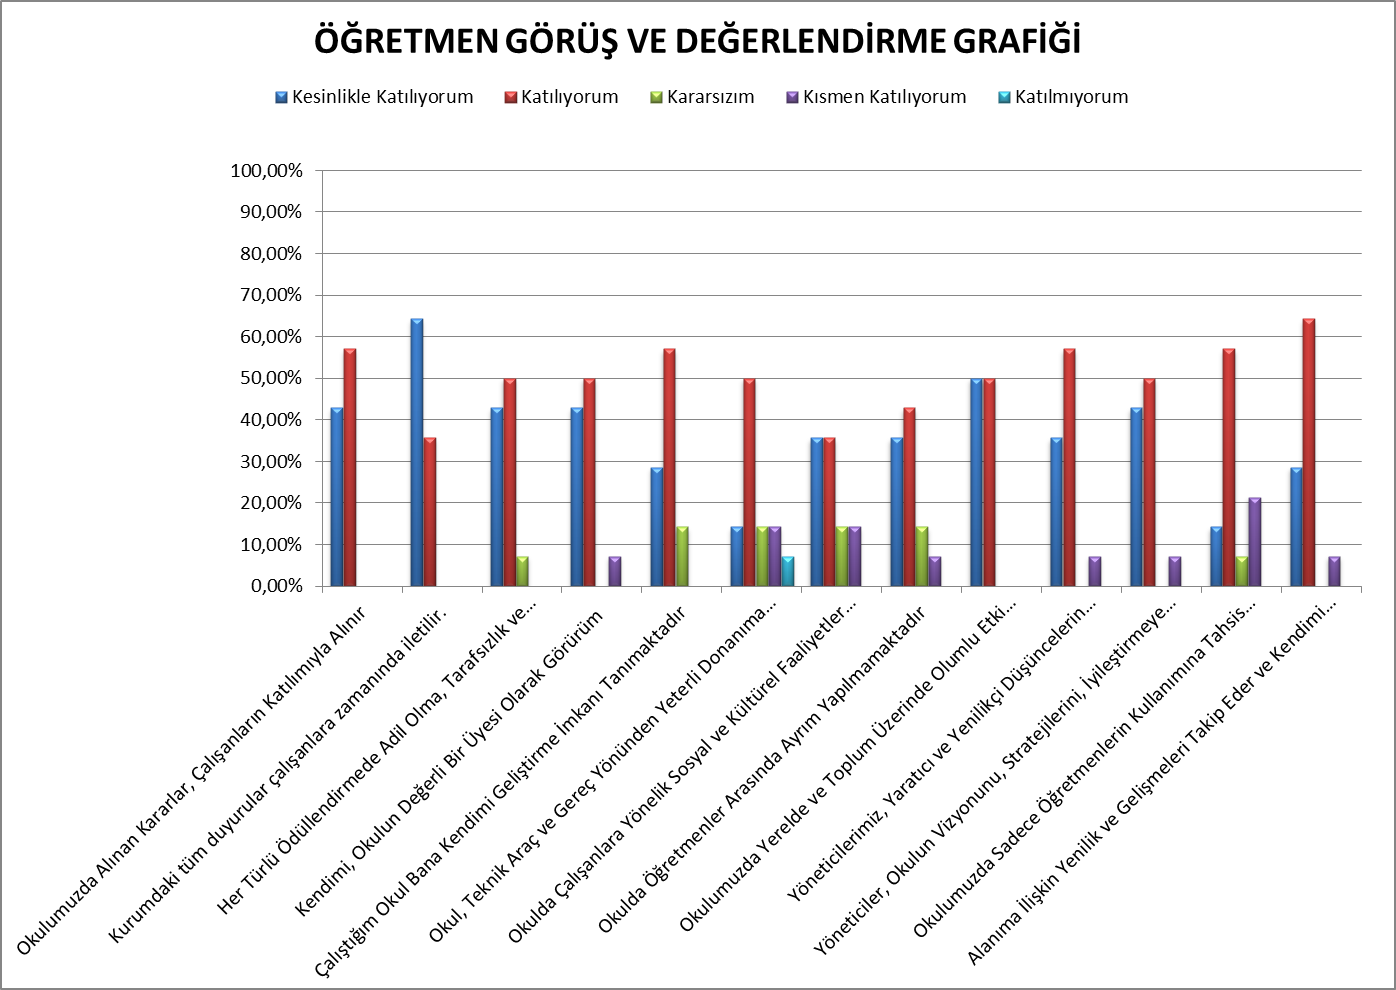 ÖĞRETMEN GÖRÜŞ VE DEĞERLENDİRME GRAFİĞİ
Kesinlikle Katılıyorum Katılıyorum Kararsızım Kısmen Katılıyorum Katılmıyorum
100,00%
90,00%
80,00%
70,00%
60,00%
50,00%
40,00%
30,00%
20,00%
10,00%
0,00%
Okulumuzda Alınan Kararlar, Çalışanların Katılımıyla Alınır
Kurumdaki tüm duyurular çalışanlara zamanında iletilir.
Her Türlü Ödüllendirmede Adil Olma, Tarafsızlık ve...
Kendimi, Okulun Değerli Bir Üyesi Olarak Görürüm
Çalıştığım Okul Bana Kendimi Geliştirme İmkanı Tanımaktadır
Okul, Teknik Araç ve Gereç Yönünden Yeterli Donanıma...
Okulda Çalışanlara Yönelik Sosyal ve Kültürel Faaliyetler...
Okulda Öğretmenler Arasında Ayrım Yapılmamaktadır
Okulumuzda Yerelde ve Toplum Üzerinde Olumlu Etki...
Yöneticilerimiz, Yaratıcı ve Yenilikçi Düşüncelerin...
Yöneticiler, Okulun Vizyonunu, Stratejilerini, İyileştirmeye...
Okulumuzda Sadece Öğretmenlerin Kullanımına Tahsis...
Alanıma İlişkin Yenilik ve Gelişmeleri Takip Eder ve Kendimi...